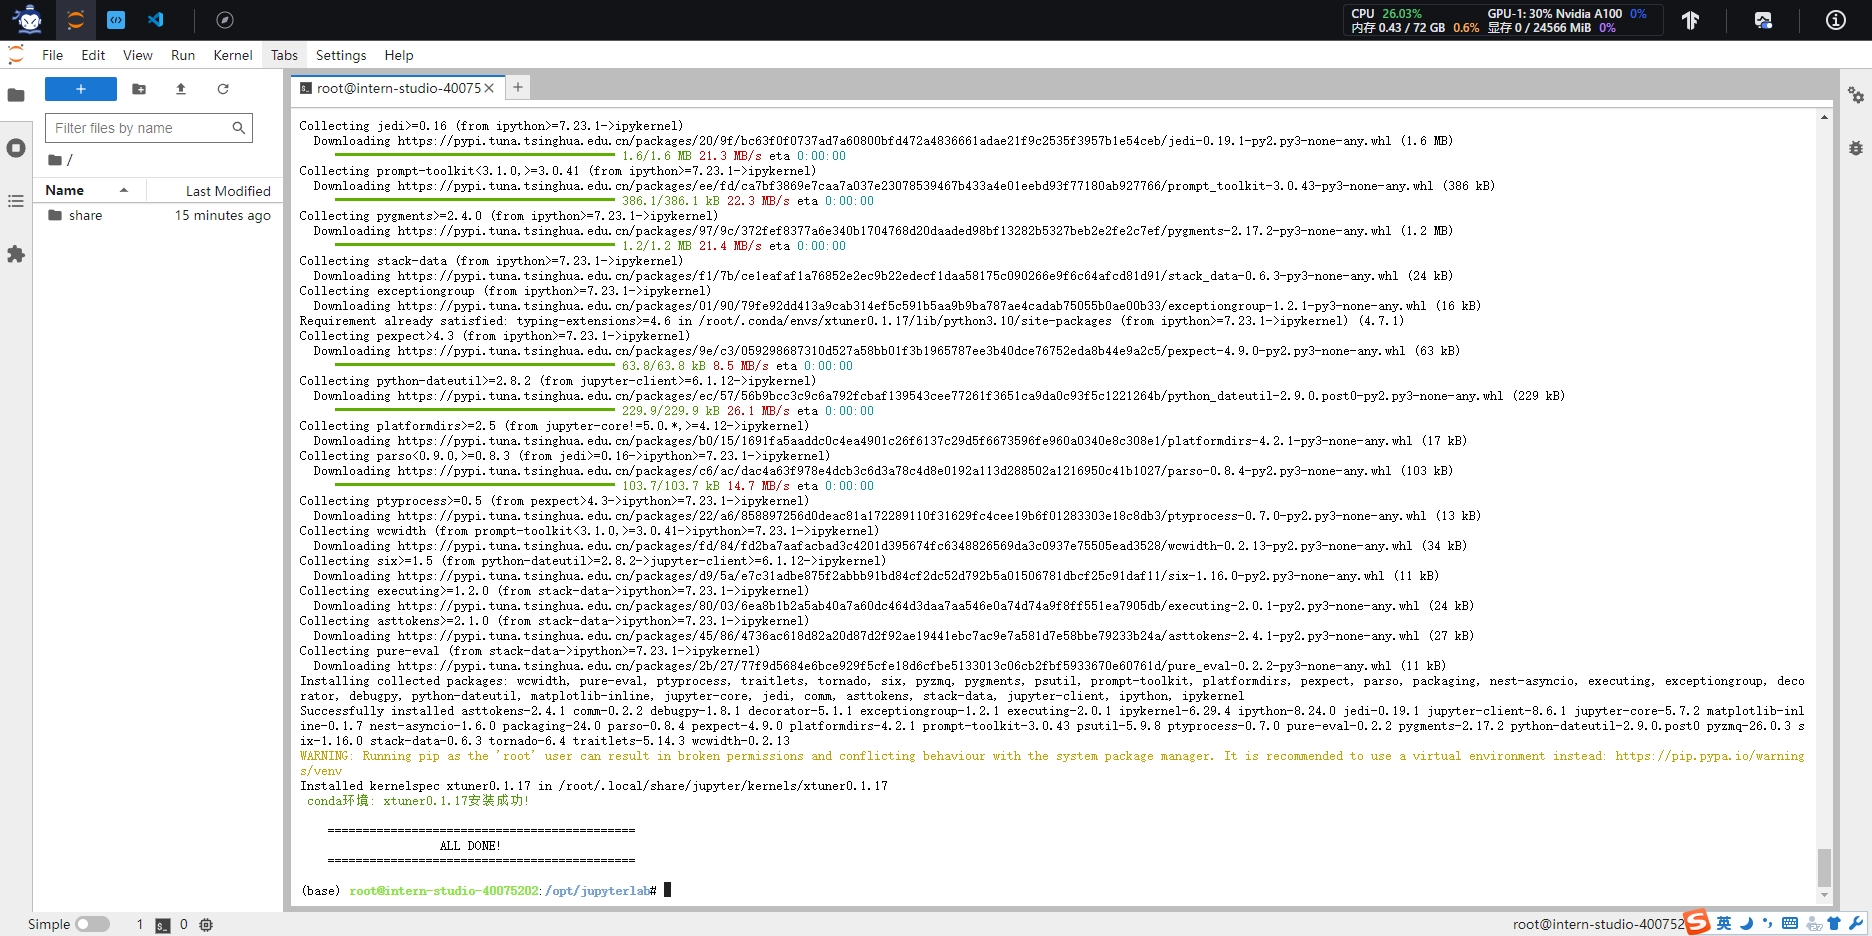 CPU 26.03% GPU-1: 30% Nvidia A100 0%
内存 0.43 / 72 GB 0.6% 显存 0 / 24566 MiB 0%
File Edit View Run Kernel Tabs Settings Help
root@intern-studio-40075
Filter files by name
/
Name Last Modified
share 15 minutes ago
Collecting jedi>=0.16 (from ipython>=7.23.1->ipykernel)
Downloading https://pypi.tuna.tsinghua.edu.cn/packages/20/9f/bc63f0f0737ad7a60800bfd472a4836661adae21f9c2535f3957b1e54ceb/jedi-0.19.1-py2.py3-none-any.whl (1.6 MB)
1.6/1.6 MB 21.3 MB/s eta 0:00:00
Collecting prompt-toolkit<3.1.0,>=3.0.41 (from ipython>=7.23.1->ipykernel)
Downloading https://pypi.tuna.tsinghua.edu.cn/packages/ee/fd/ca7bf3869e7caa7a037e23078539467b433a4e01eebd93f77180ab927766/prompt_toolkit-3.0.43-py3-none-any.whl (386 kB)
386.1/386.1 kB 22.3 MB/s eta 0:00:00
Collecting pygments>=2.4.0 (from ipython>=7.23.1->ipykernel)
Downloading https://pypi.tuna.tsinghua.edu.cn/packages/97/9c/372fef8377a6e340b1704768d20daaded98bf13282b5327beb2e2fe2c7ef/pygments-2.17.2-py3-none-any.whl (1.2 MB)
1.2/1.2 MB 21.4 MB/s eta 0:00:00
Collecting stack-data (from ipython>=7.23.1->ipykernel)
Downloading https://pypi.tuna.tsinghua.edu.cn/packages/f1/7b/ce1eafaf1a76852e2ec9b22edecf1daa58175c090266e9f6c64afcd81d91/stack_data-0.6.3-py3-none-any.whl (24 kB)
Collecting exceptiongroup (from ipython>=7.23.1->ipykernel)
Downloading https://pypi.tuna.tsinghua.edu.cn/packages/01/90/79fe92dd413a9cab314ef5c591b5aa9b9ba787ae4cadab75055b0ae00b33/exceptiongroup-1.2.1-py3-none-any.whl (16 kB)
Requirement already satisfied: typing-extensions>=4.6 in /root/.conda/envs/xtuner0.1.17/lib/python3.10/site-packages (from ipython>=7.23.1->ipykernel) (4.7.1)
Collecting pexpect>4.3 (from ipython>=7.23.1->ipykernel)
Downloading https://pypi.tuna.tsinghua.edu.cn/packages/9e/c3/059298687310d527a58bb01f3b1965787ee3b40dce76752eda8b44e9a2c5/pexpect-4.9.0-py2.py3-none-any.whl (63 kB)
63.8/63.8 kB 8.5 MB/s eta 0:00:00
Collecting python-dateutil>=2.8.2 (from jupyter-client>=6.1.12->ipykernel)
Downloading https://pypi.tuna.tsinghua.edu.cn/packages/ec/57/56b9bcc3c9c6a792fcbaf139543cee77261f3651ca9da0c93f5c1221264b/python_dateutil-2.9.0.post0-py2.py3-none-any.whl (229 kB)
229.9/229.9 kB 26.1 MB/s eta 0:00:00
Collecting platformdirs>=2.5 (from jupyter-core!=5.0.*,>=4.12->ipykernel)
Downloading https://pypi.tuna.tsinghua.edu.cn/packages/b0/15/1691fa5aaddc0c4ea4901c26f6137c29d5f6673596fe960a0340e8c308e1/platformdirs-4.2.1-py3-none-any.whl (17 kB)
Collecting parso<0.9.0,>=0.8.3 (from jedi>=0.16->ipython>=7.23.1->ipykernel)
Downloading https://pypi.tuna.tsinghua.edu.cn/packages/c6/ac/dac4a63f978e4dcb3c6d3a78c4d8e0192a113d288502a1216950c41b1027/parso-0.8.4-py2.py3-none-any.whl (103 kB)
103.7/103.7 kB 14.7 MB/s eta 0:00:00
Collecting ptyprocess>=0.5 (from pexpect>4.3->ipython>=7.23.1->ipykernel)
Downloading https://pypi.tuna.tsinghua.edu.cn/packages/22/a6/858897256d0deac81a172289110f31629fc4cee19b6f01283303e18c8db3/ptyprocess-0.7.0-py2.py3-none-any.whl (13 kB)
Collecting wcwidth (from prompt-toolkit<3.1.0,>=3.0.41->ipython>=7.23.1->ipykernel)
Downloading https://pypi.tuna.tsinghua.edu.cn/packages/fd/84/fd2ba7aafacbad3c4201d395674fc6348826569da3c0937e75505ead3528/wcwidth-0.2.13-py2.py3-none-any.whl (34 kB)
Collecting six>=1.5 (from python-dateutil>=2.8.2->jupyter-client>=6.1.12->ipykernel)
Downloading https://pypi.tuna.tsinghua.edu.cn/packages/d9/5a/e7c31adbe875f2abbb91bd84cf2dc52d792b5a01506781dbcf25c91daf11/six-1.16.0-py2.py3-none-any.whl (11 kB)
Collecting executing>=1.2.0 (from stack-data->ipython>=7.23.1->ipykernel)
Downloading https://pypi.tuna.tsinghua.edu.cn/packages/80/03/6ea8b1b2a5ab40a7a60dc464d3daa7aa546e0a74d74a9f8ff551ea7905db/executing-2.0.1-py2.py3-none-any.whl (24 kB)
Collecting asttokens>=2.1.0 (from stack-data->ipython>=7.23.1->ipykernel)
Downloading https://pypi.tuna.tsinghua.edu.cn/packages/45/86/4736ac618d82a20d87d2f92ae19441ebc7ac9e7a581d7e58bbe79233b24a/asttokens-2.4.1-py2.py3-none-any.whl (27 kB)
Collecting pure-eval (from stack-data->ipython>=7.23.1->ipykernel)
Downloading https://pypi.tuna.tsinghua.edu.cn/packages/2b/27/77f9d5684e6bce929f5cfe18d6cfbe5133013c06cb2fbf5933670e60761d/pure_eval-0.2.2-py3-none-any.whl (11 kB)
Installing collected packages: wcwidth, pure-eval, ptyprocess, traitlets, tornado, six, pyzmq, pygments, psutil, prompt-toolkit, platformdirs, pexpect, parso, packaging, nest-asyncio, executing, exceptiongroup, deco
rator, debugpy, python-dateutil, matplotlib-inline, jupyter-core, jedi, comm, asttokens, stack-data, jupyter-client, ipython, ipykernel
Successfully installed asttokens-2.4.1 comm-0.2.2 debugpy-1.8.1 decorator-5.1.1 exceptiongroup-1.2.1 executing-2.0.1 ipykernel-6.29.4 ipython-8.24.0 jedi-0.19.1 jupyter-client-8.6.1 jupyter-core-5.7.2 matplotlib-inl
ine-0.1.7 nest-asyncio-1.6.0 packaging-24.0 parso-0.8.4 pexpect-4.9.0 platformdirs-4.2.1 prompt-toolkit-3.0.43 psutil-5.9.8 ptyprocess-0.7.0 pure-eval-0.2.2 pygments-2.17.2 python-dateutil-2.9.0.post0 pyzmq-26.0.3 s
ix-1.16.0 stack-data-0.6.3 tornado-6.4 traitlets-5.14.3 wcwidth-0.2.13
WARNING: Running pip as the 'root' user can result in broken permissions and conflicting behaviour with the system package manager. It is recommended to use a virtual environment instead: https://pip.pypa.io/warning
s/venv
Installed kernelspec xtuner0.1.17 in /root/.local/share/jupyter/kernels/xtuner0.1.17
conda环境: xtuner0.1.17安装成功!
============================================
ALL DONE!
============================================
(base) root@intern-studio-40075202:/opt/jupyterlab#
Simple 1 0 root@intern-studio-400752 英